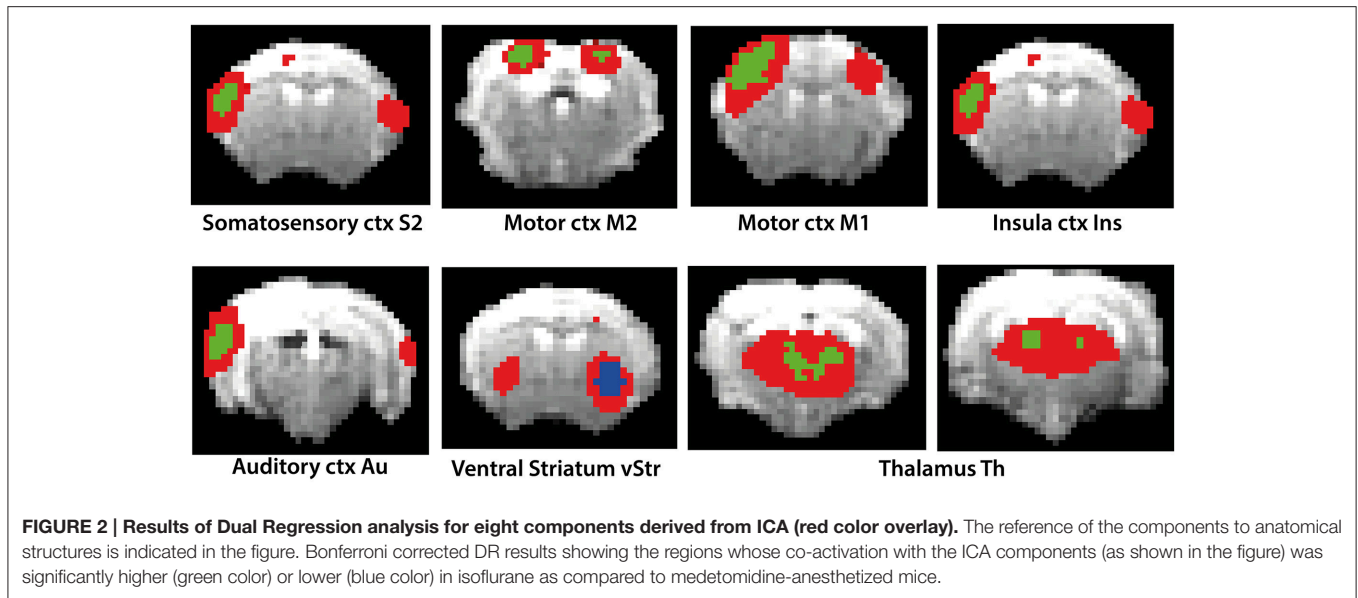 Somatosensory ctx S2
Motor ctx M2
Motor ctx M1
Insula ctx Ins
Auditory ctx Au
Ventral Striatum vStr
Thalamus Th
FIGURE 2 | Results of Dual Regression analysis for eight components derived from ICA (red color overlay). The reference of the components to anatomical
structures is indicated in the figure. Bonferroni corrected DR results showing the regions whose co-activation with the ICA components (as shown in the figure) was
significantly higher (green color) or lower (blue color) in isoflurane as compared to medetomidine-anesthetized mice.